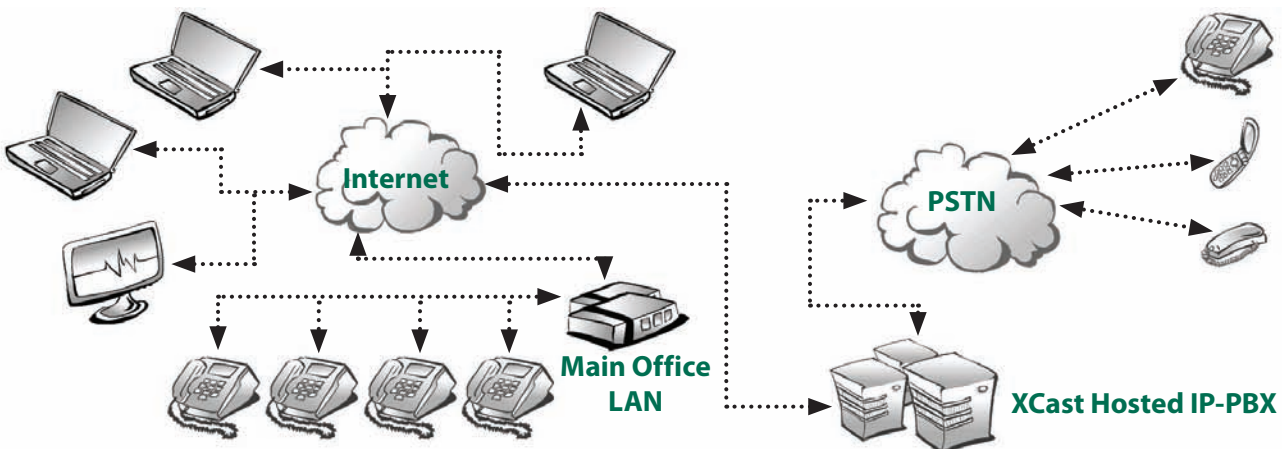 Internet
PSTN
Main Office
LAN
XCast Hosted IP-PBX